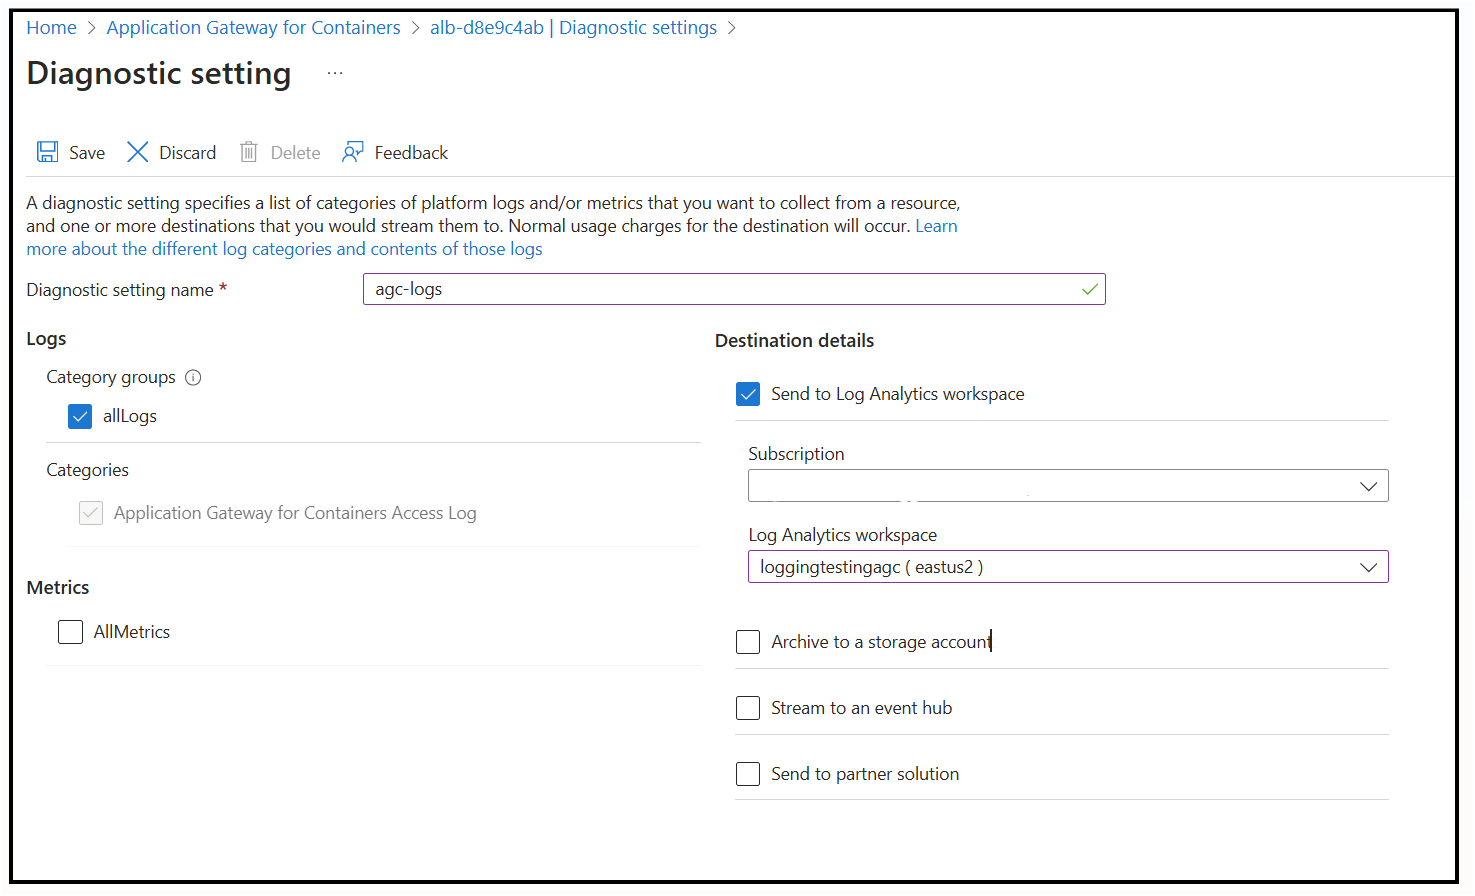 Home > Application Gateway for Containers > alb-d8e9c4ab | Diagnostic settings >
Diagnostic setting ...
Save Discard Delete Feedback
A diagnostic setting specifies a list of categories of platform logs and/or metrics that you want to collect from a resource,
and one or more destinations that you would stream them to. Normal usage charges for the destination will occur. Learn
more about the different log categories and contents of those logs
Diagnostic setting name *
agc-logs
Logs
Category groups
allLogs
Categories
Application Gateway for Containers Access Log
Metrics
AllMetrics
Destination details
Send to Log Analytics workspace
Subscription
Log Analytics workspace
loggingtestingagc ( eastus2 )
Archive to a storage account
Stream to an event hub
Send to partner solution